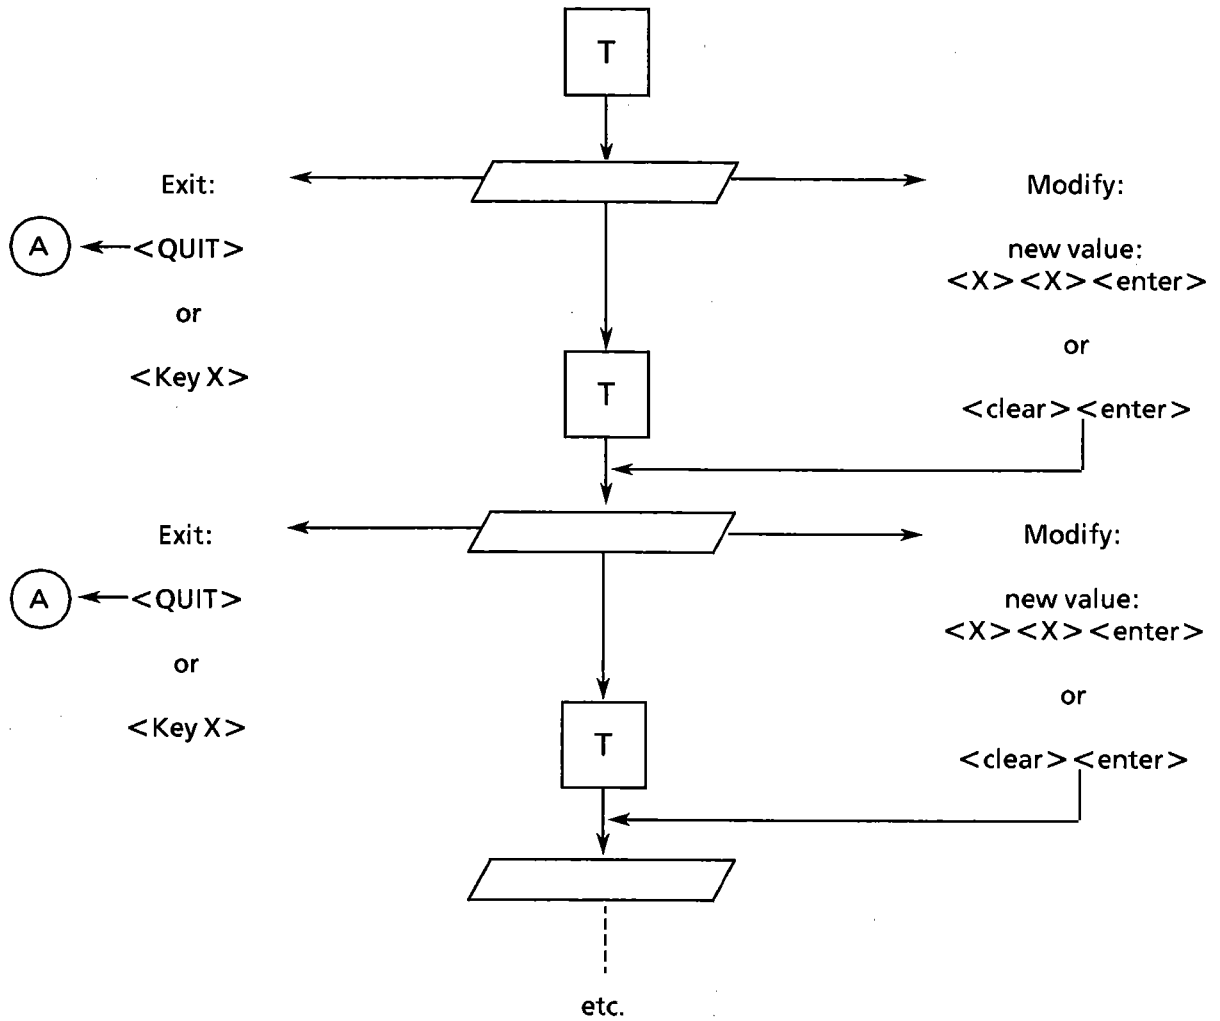 T
Exit:
Modify:
A
<QUIT>
new value:
<X><X><enter>
or
or
<Key X>
T
<clear><enter>
Exit:
Modify:
A
<QUIT>
new value:
<X><X><enter>
or
or
<Key X>
T
<clear><enter>
etc.